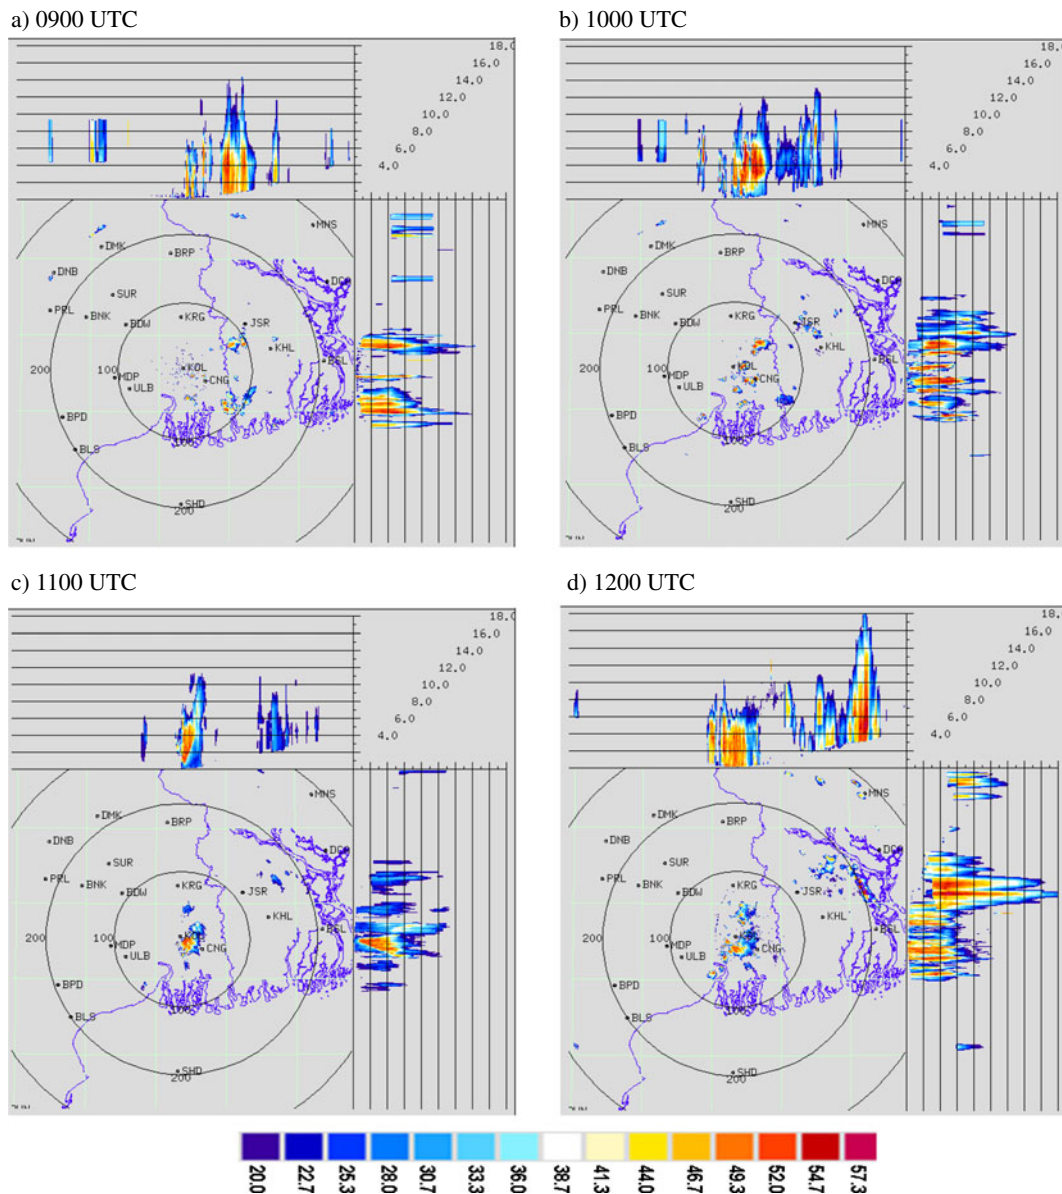 a) 0900 UTC
18.0
16.0
14.0
12.0
10.0
8.0
6.0
4.0
MNS
DMK
BRP
DNB
SUR
PRL
BNK
BDW
KRG
JSR
KHL
200
100
KOL
MDP
ULB
CNG
BPD
BLS
SHD
200
b) 1000 UTC
18.0
16.0
14.0
12.0
10.0
8.0
6.0
4.0
MNS
DMK
BRP
DNB
SUR
PRL
BNK
BDW
KRG
JSR
KHL
200
100
MDP
ULB
CNG
BPD
BLS
SHD
200
c) 1100 UTC
18.0
16.0
14.0
12.0
10.0
8.0
6.0
4.0
MNS
DMK
BRP
DNB
SUR
PRL
BNK
BDW
KRG
JSR
KHL
200
100
MDP
ULB
CNG
BPD
BLS
SHD
200
d) 1200 UTC
18.0
16.0
14.0
12.0
10.0
8.0
6.0
4.0
MNS
DMK
BRP
DNB
SUR
PRL
BNK
BDW
KRG
JSR
KHL
200
100
MDP
ULB
CNG
BPD
BLS
SHD
200
20.0
22.7
25.3
28.0
30.7
33.3
36.0
38.7
41.3
44.0
46.7
49.3
52.0
54.7
57.3